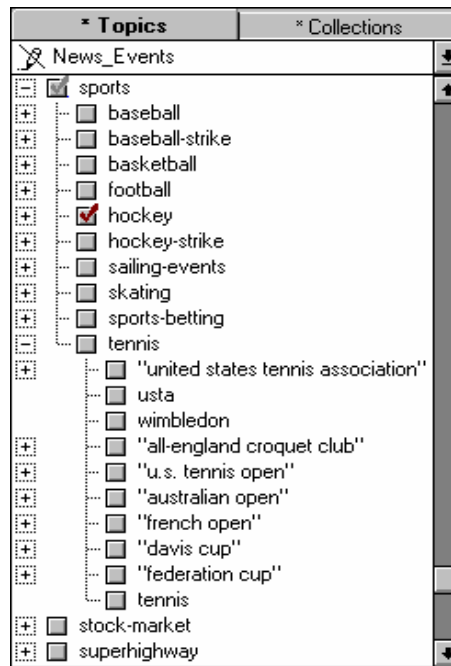 * Topics
* Collections
News_Events
sports
baseball
baseball-strike
basketball
football
hockey
hockey-strike
sailing-events
skating
sports-betting
tennis
"united states tennis association"
usta
wimbledon
"all-england croquet club"
"u.s. tennis open"
"australian open"
"french open"
"davis cup"
"federation cup"
tennis
stock-market
superhighway